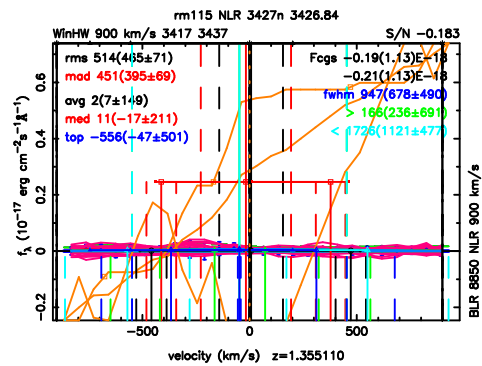 rm115 NLR 3427n 3426.84
WinHW 900 km/s 3417 3437
S/N -0.183
rms 514(465±71)
mad 451(395±69)
avg 2(7±149)
med 11(-17±211)
top -556(-47±501)
Fcgs -0.19(1.13)E-18
-0.21(1.13)E-18
fwhm 947(678±490)
> 166(236±691)
< 1726(1121±477)
0.6
0.4
0.2
0
-0.2
fλ (10⁻¹⁷ erg cm⁻²s⁻¹Å⁻¹)
BLR 8850 NLR 900 km/s
-500
0
500
velocity (km/s) z=1.355110